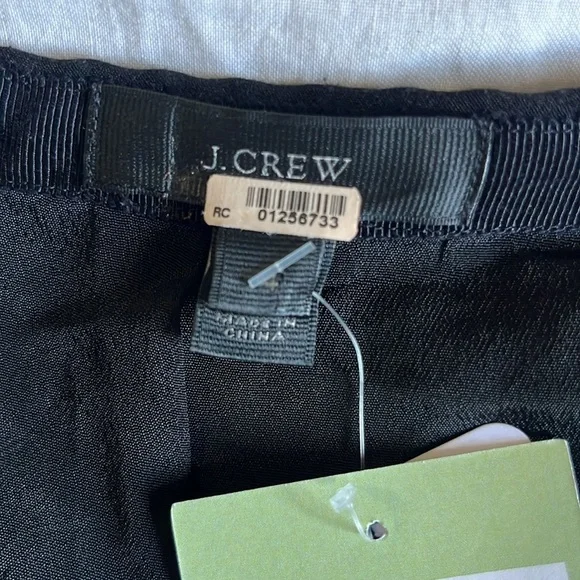 J.CREW
RC 01256733
MADE IN
CHINA